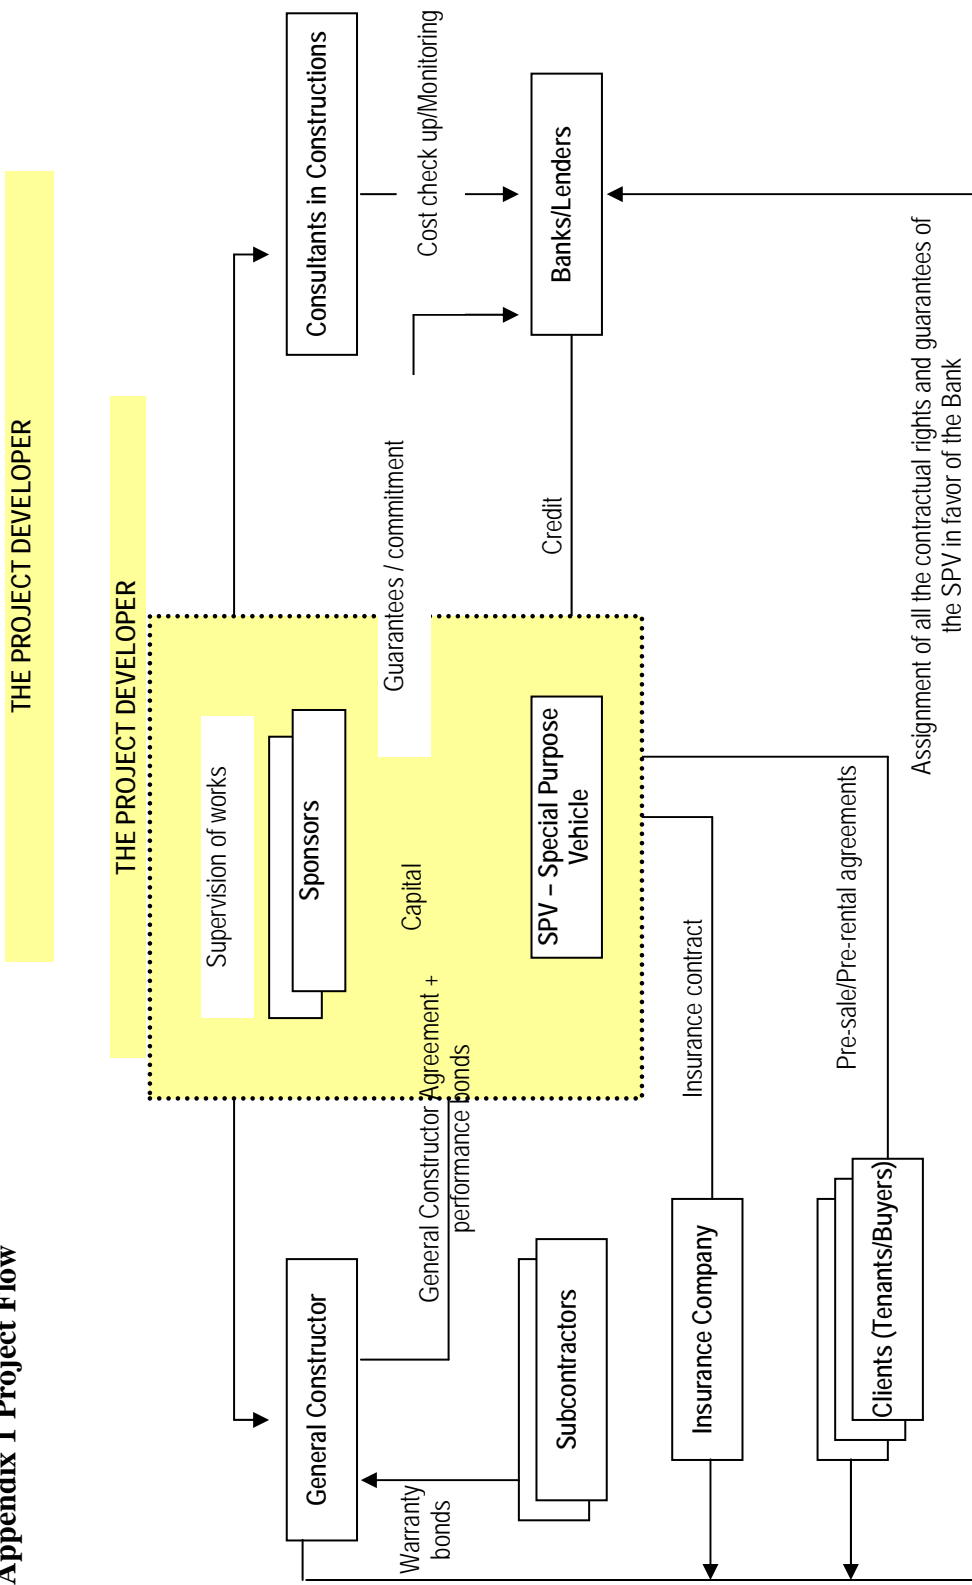 Appendix 1 Project Flow
THE PROJECT DEVELOPER
THE PROJECT DEVELOPER
Supervision of works
General Constructor
Sponsors
Consultants in Constructions
Warranty
bonds
General Constructor Agreement +
performance bonds
Capital
Guarantees / commitment
Cost check up/Monitoring
Subcontractors
SPV – Special Purpose
Vehicle
Credit
Banks/Lenders
Insurance Company
Insurance contract
Clients (Tenants/Buyers)
Pre-sale/Pre-rental agreements
Assignment of all the contractual rights and guarantees of
the SPV in favor of the Bank